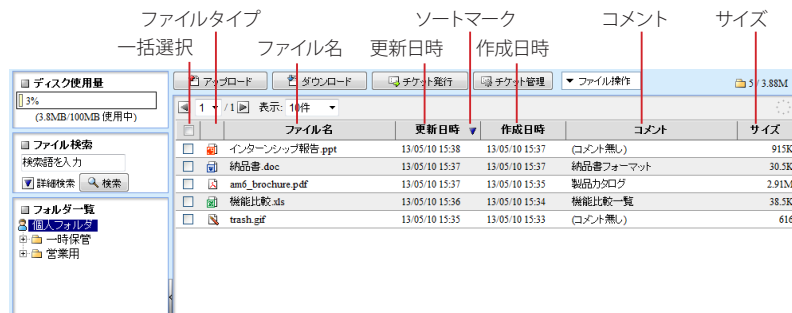 ファイルタイプ ソートマーク コメント サイズ
一括選択 ファイル名 更新日時 作成日時
ディスク使用量
3%
(3.8MB/100MB 使用中)
ファイル検索
検索語を入力
詳細検索 検索
フォルダ一覧
個人フォルダ
一時保管
営業用
アップロード ダウンロード チケット発行 チケット管理 ファイル操作 5 / 3.88M
1 / 1 表示: 10件
ファイル名 更新日時 作成日時 コメント サイズ
インターンシップ報告.ppt 13/05/10 15:38 13/05/10 15:37 (コメント無し) 915K
納品書.doc 13/05/10 15:37 13/05/10 15:37 納品書フォーマット 30.5K
am6_brochure.pdf 13/05/10 15:37 13/05/10 15:35 製品カタログ 2.91M
機能比較.xls 13/05/10 15:36 13/05/10 15:34 機能比較一覧 38.5K
trash.gif 13/05/10 15:35 13/05/10 15:33 (コメント無し) 616